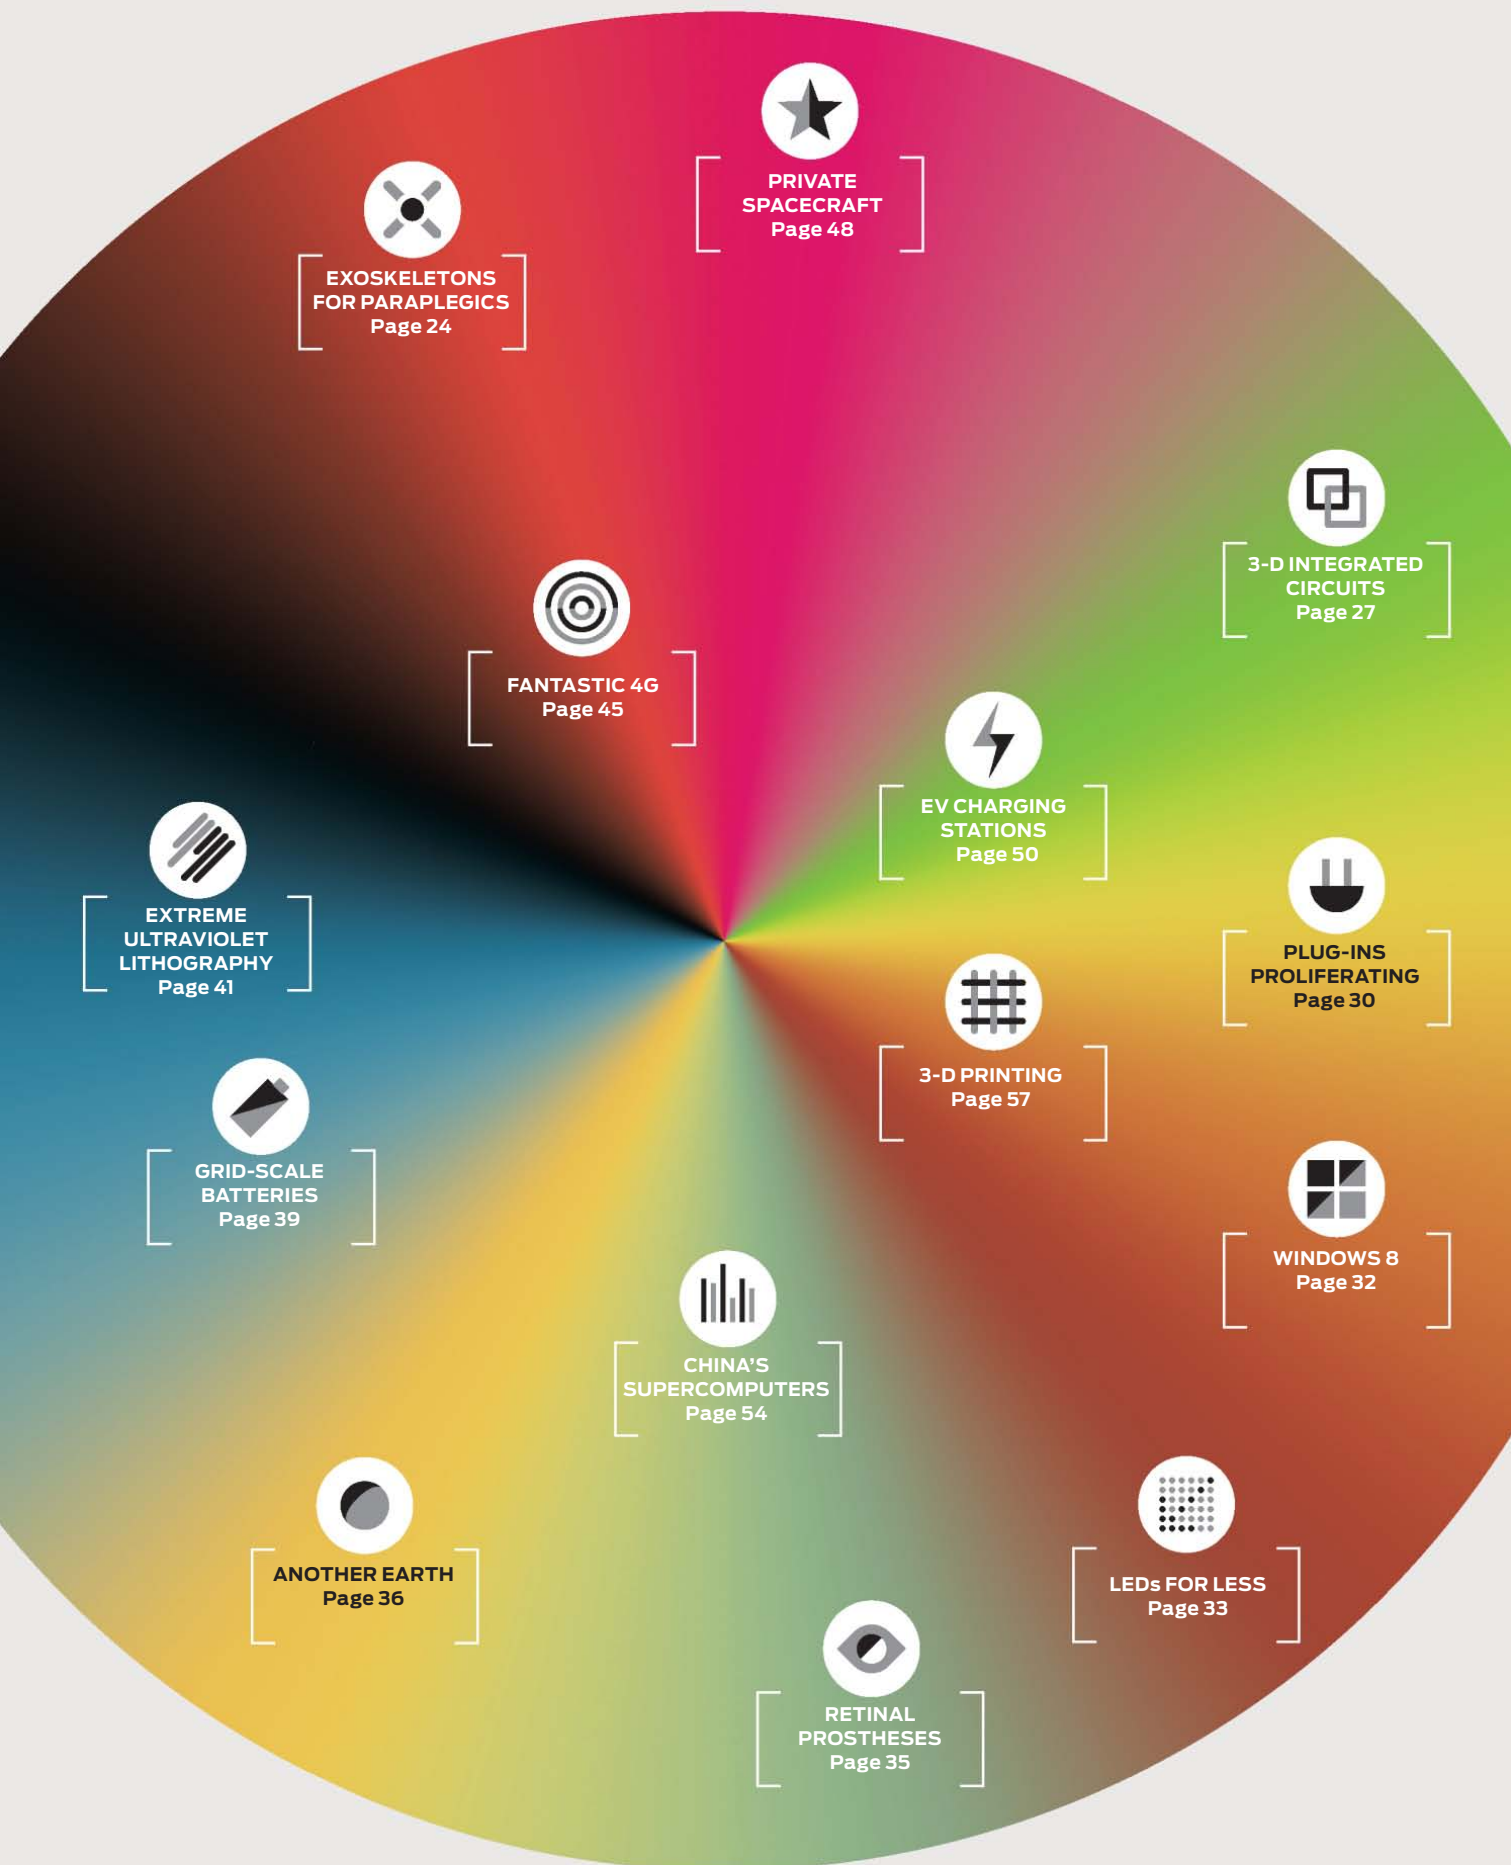 PRIVATE
SPACECRAFT
Page 48
EXOSKELETONS
FOR PARAPLEGICS
Page 24
3-D INTEGRATED
CIRCUITS
Page 27
FANTASTIC 4G
Page 45
EV CHARGING
STATIONS
Page 50
EXTREME
ULTRAVIOLET
LITHOGRAPHY
Page 41
PLUG-INS
PROLIFERATING
Page 30
3-D PRINTING
Page 57
GRID-SCALE
BATTERIES
Page 39
WINDOWS 8
Page 32
CHINA'S
SUPERCOMPUTERS
Page 54
ANOTHER EARTH
Page 36
LEDs FOR LESS
Page 33
RETINAL
PROSTHESES
Page 35